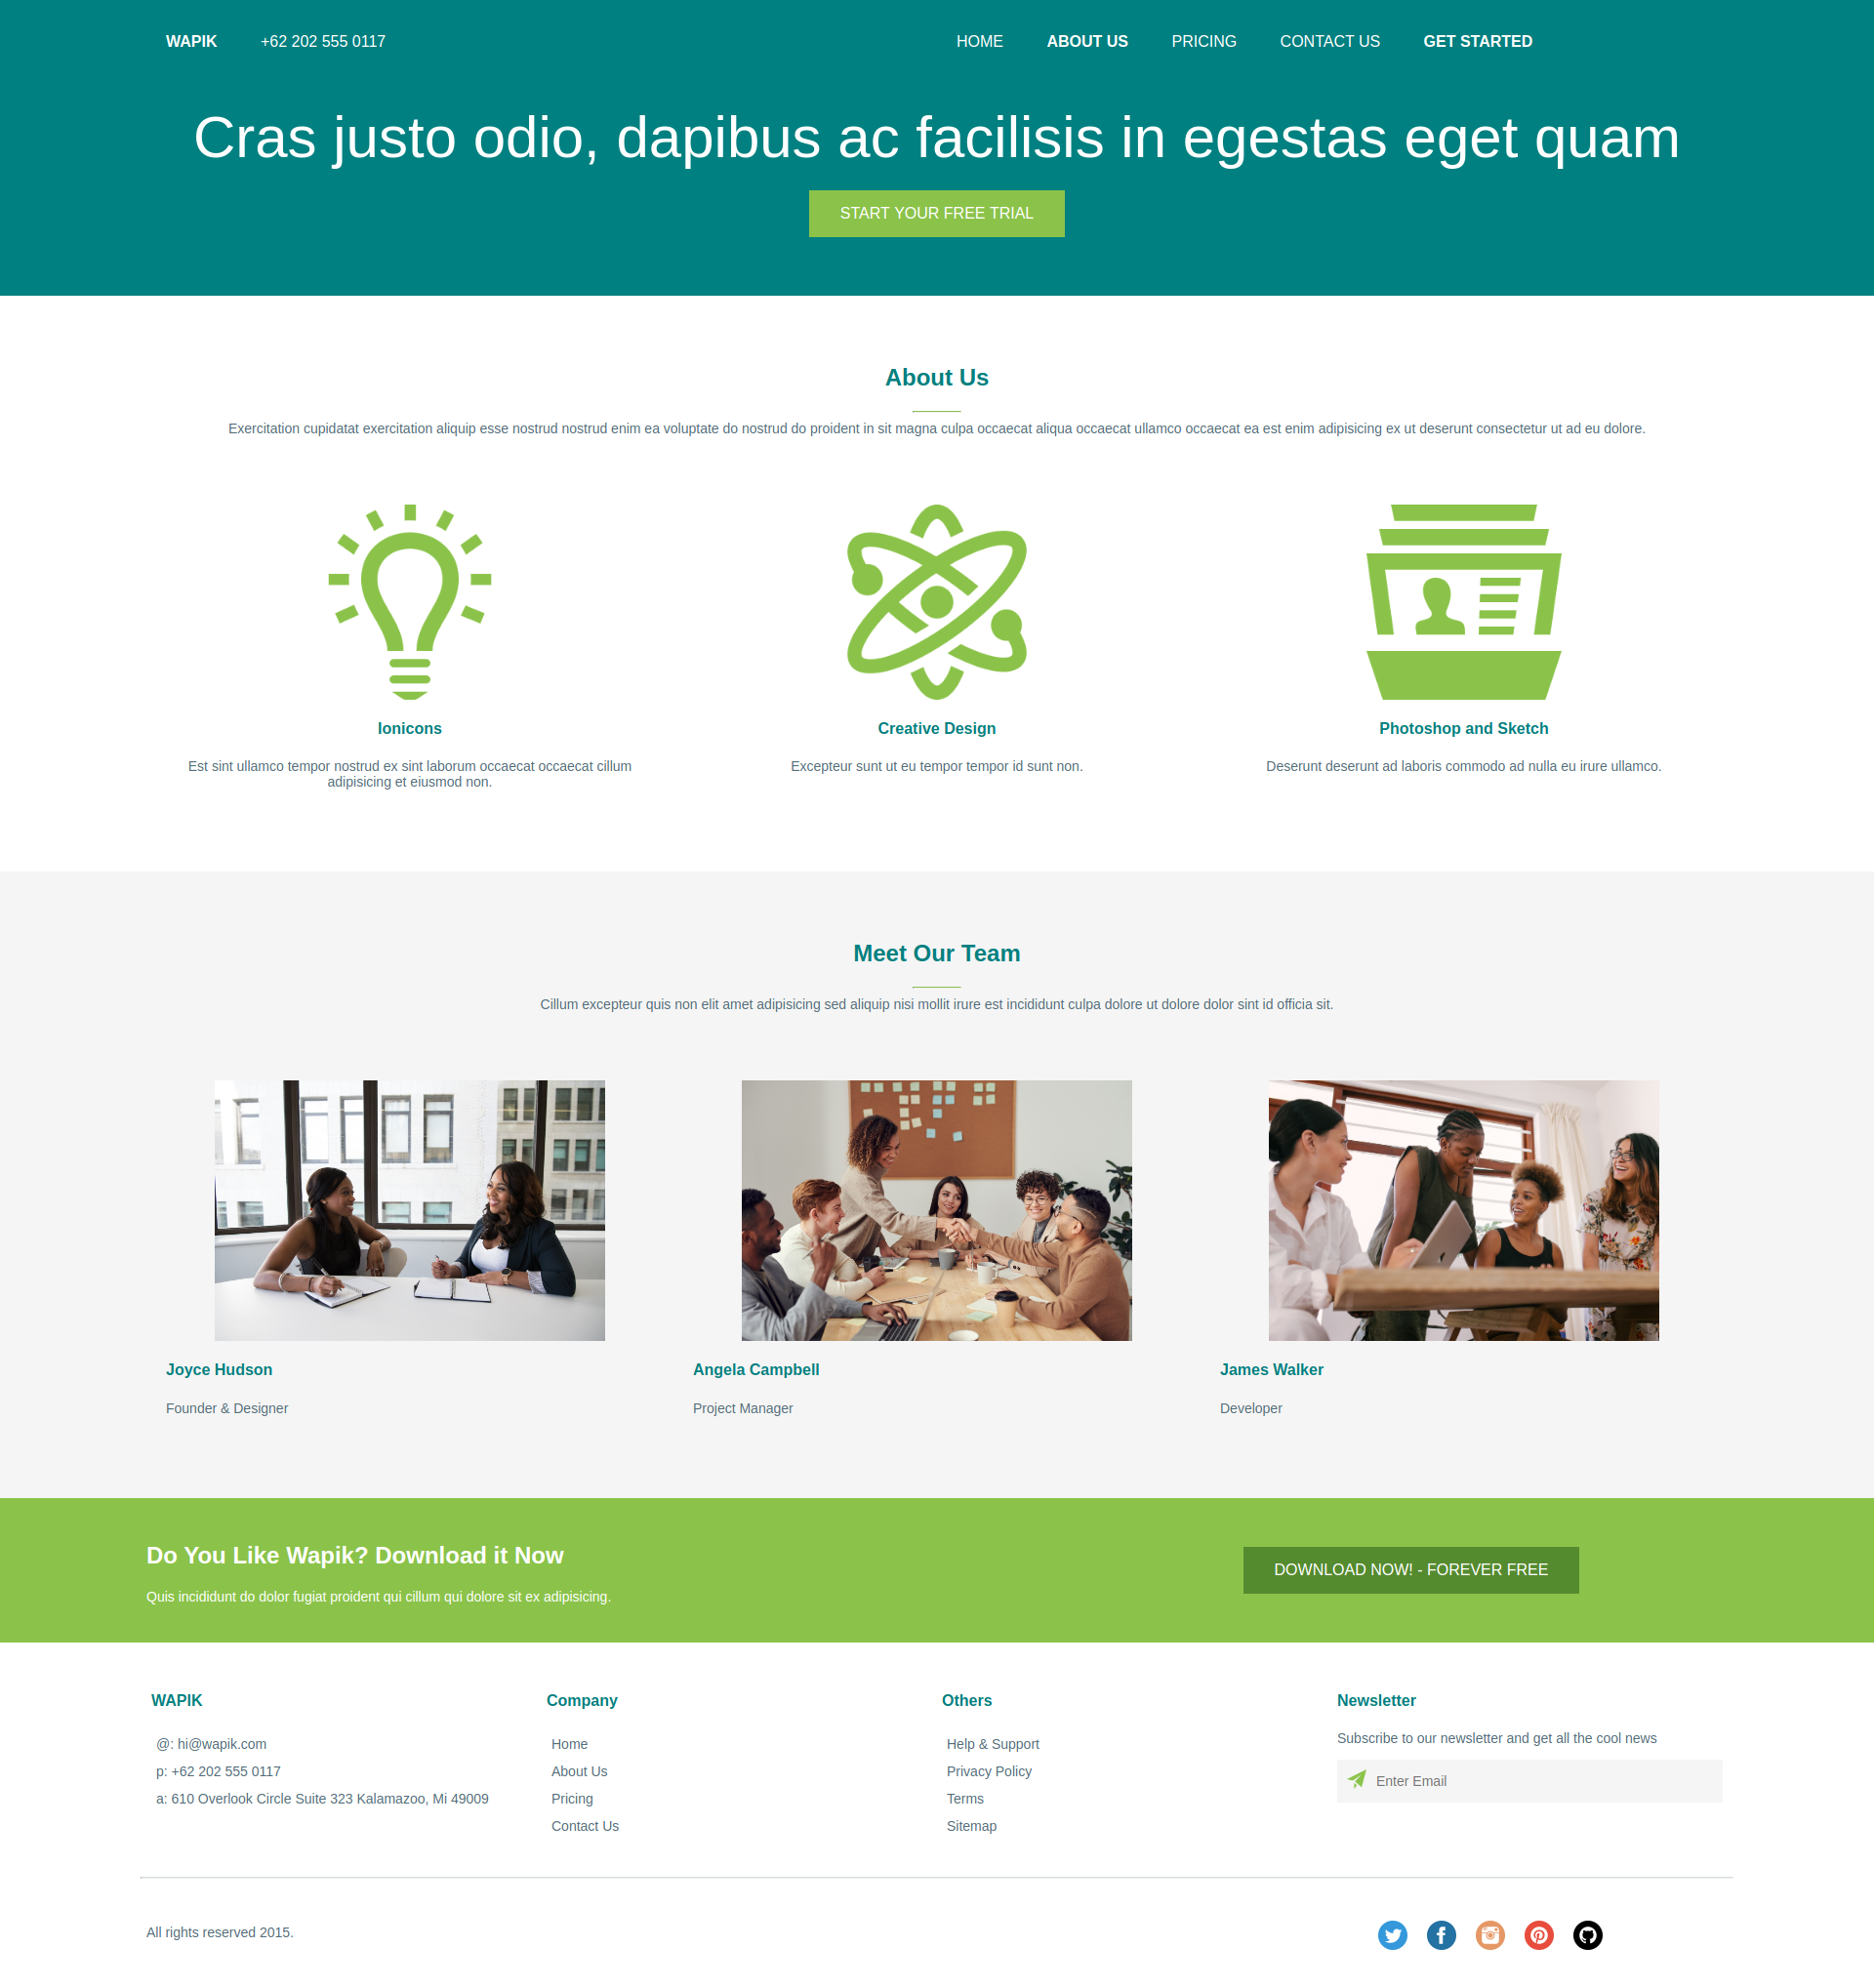 WAPIK +62 202 555 0117 HOME ABOUT US PRICING CONTACT US GET STARTED
Cras justo odio, dapibus ac facilisis in egestas eget quam
START YOUR FREE TRIAL
About Us
Exercitation cupidatat exercitation aliquip esse nostrud nostrud enim ea voluptate do nostrud do proident in sit magna culpa occaecat aliqua occaecat ullamco occaecat ea est enim adipisicing ex ut deserunt consectetur ut ad eu dolore.
Ionicons
Est sint ullamco tempor nostrud ex sint laborum occaecat occaecat cillum
adipisicing et eiusmod non.
Creative Design
Excepteur sunt ut eu tempor tempor id sunt non.
Photoshop and Sketch
Deserunt deserunt ad laboris commodo ad nulla eu irure ullamco.
Meet Our Team
Cillum excepteur quis non elit amet adipisicing sed aliquip nisi mollit irure est incididunt culpa dolore ut dolore dolor sint id officia sit.
Joyce Hudson
Founder & Designer
Angela Campbell
Project Manager
James Walker
Developer
Do You Like Wapik? Download it Now
Quis incididunt do dolor fugiat proident qui cillum qui dolore sit ex adipisicing.
DOWNLOAD NOW! - FOREVER FREE
WAPIK
@: hi@wapik.com
p: +62 202 555 0117
a: 610 Overlook Circle Suite 323 Kalamazoo, Mi 49009
Company
Home
About Us
Pricing
Contact Us
Others
Help & Support
Privacy Policy
Terms
Sitemap
Newsletter
Subscribe to our newsletter and get all the cool news
Enter Email
All rights reserved 2015.